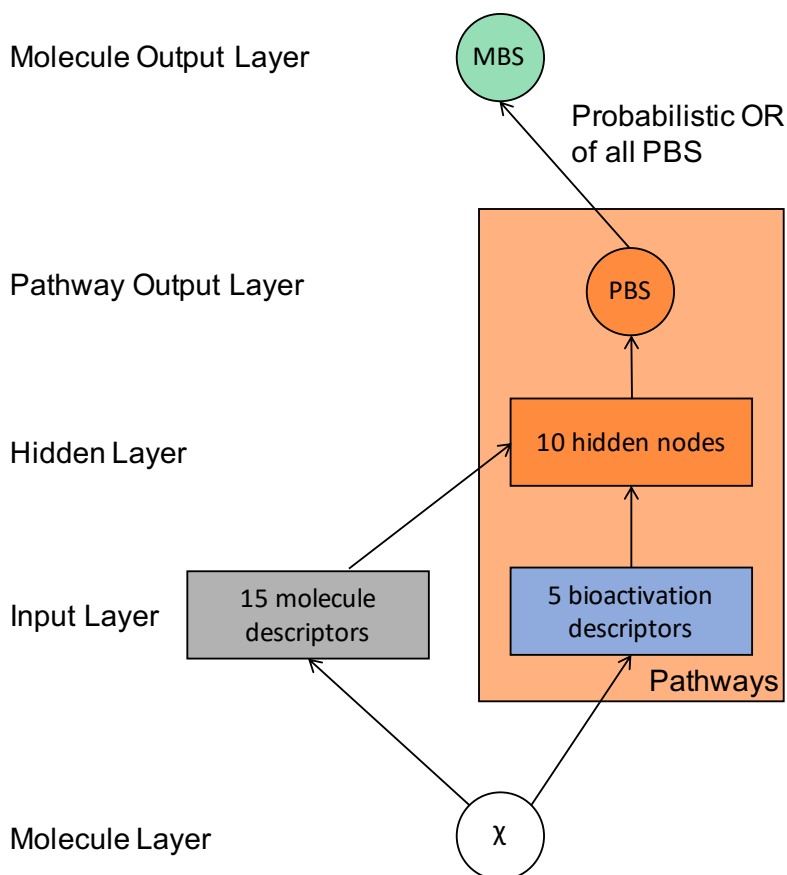 Molecule Output Layer
MBS
Probabilistic OR
of all PBS
Pathway Output Layer
PBS
Hidden Layer
10 hidden nodes
Input Layer
15 molecule
descriptors
5 bioactivation
descriptors
Pathways
Molecule Layer
χ